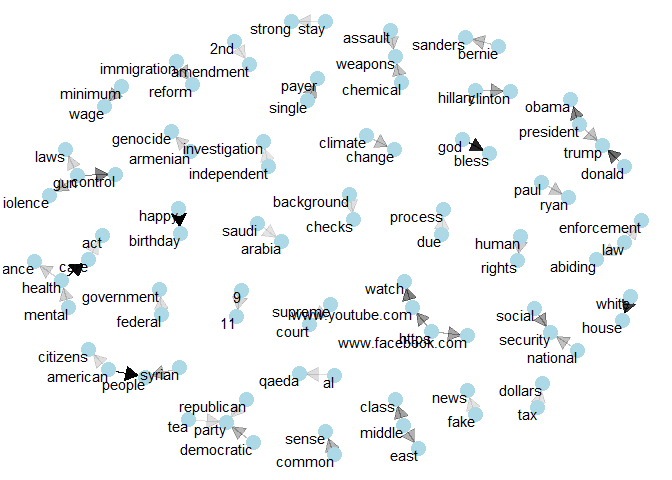 strong stay
assault
sanders
2nd
bernie
immigration
amendment
weapons
minimum
reform
payer
chemical
hillary
clinton
wage
single
obama
genocide
climate
president
laws
investigation
god
trump
armenian
change
bless
independent
donald
gun
control
iolence
background
paul
happy
process
ryan
act
saudi
checks
enforcement
birthday
arabia
due
human
law
ance
care
rights
abiding
health
watch
government
9
white
mental
federal
supreme
www.youtube.com
social
11
court
https
house
www.facebook.com
security
citizens
national
american
people
syrian
qaeda
al
republican
class
news
dollars
tea
party
middle
fake
tax
democratic
sense
common
east